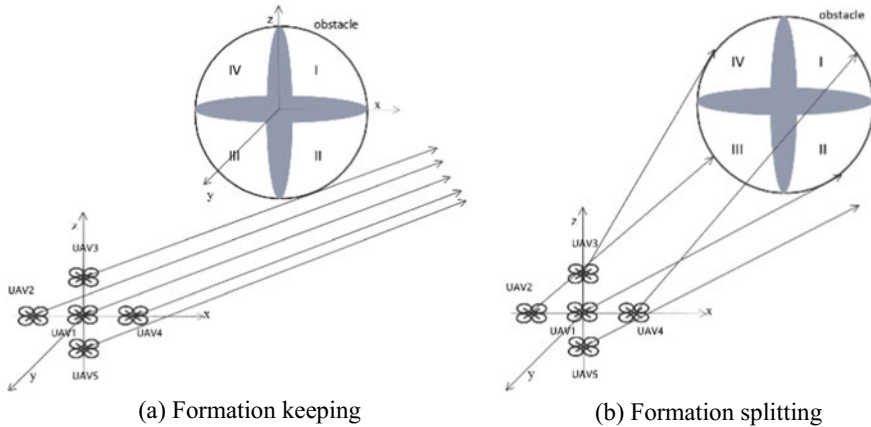 z
obstacle
IV
I
x
III
II
y
z
UAV3
UAV2
x
UAV1
UAV4
y
UAV5
(a) Formation keeping
obstacle
IV
I
III
II
z
UAV3
UAV2
x
UAV1
UAV4
y
UAV5
(b) Formation splitting